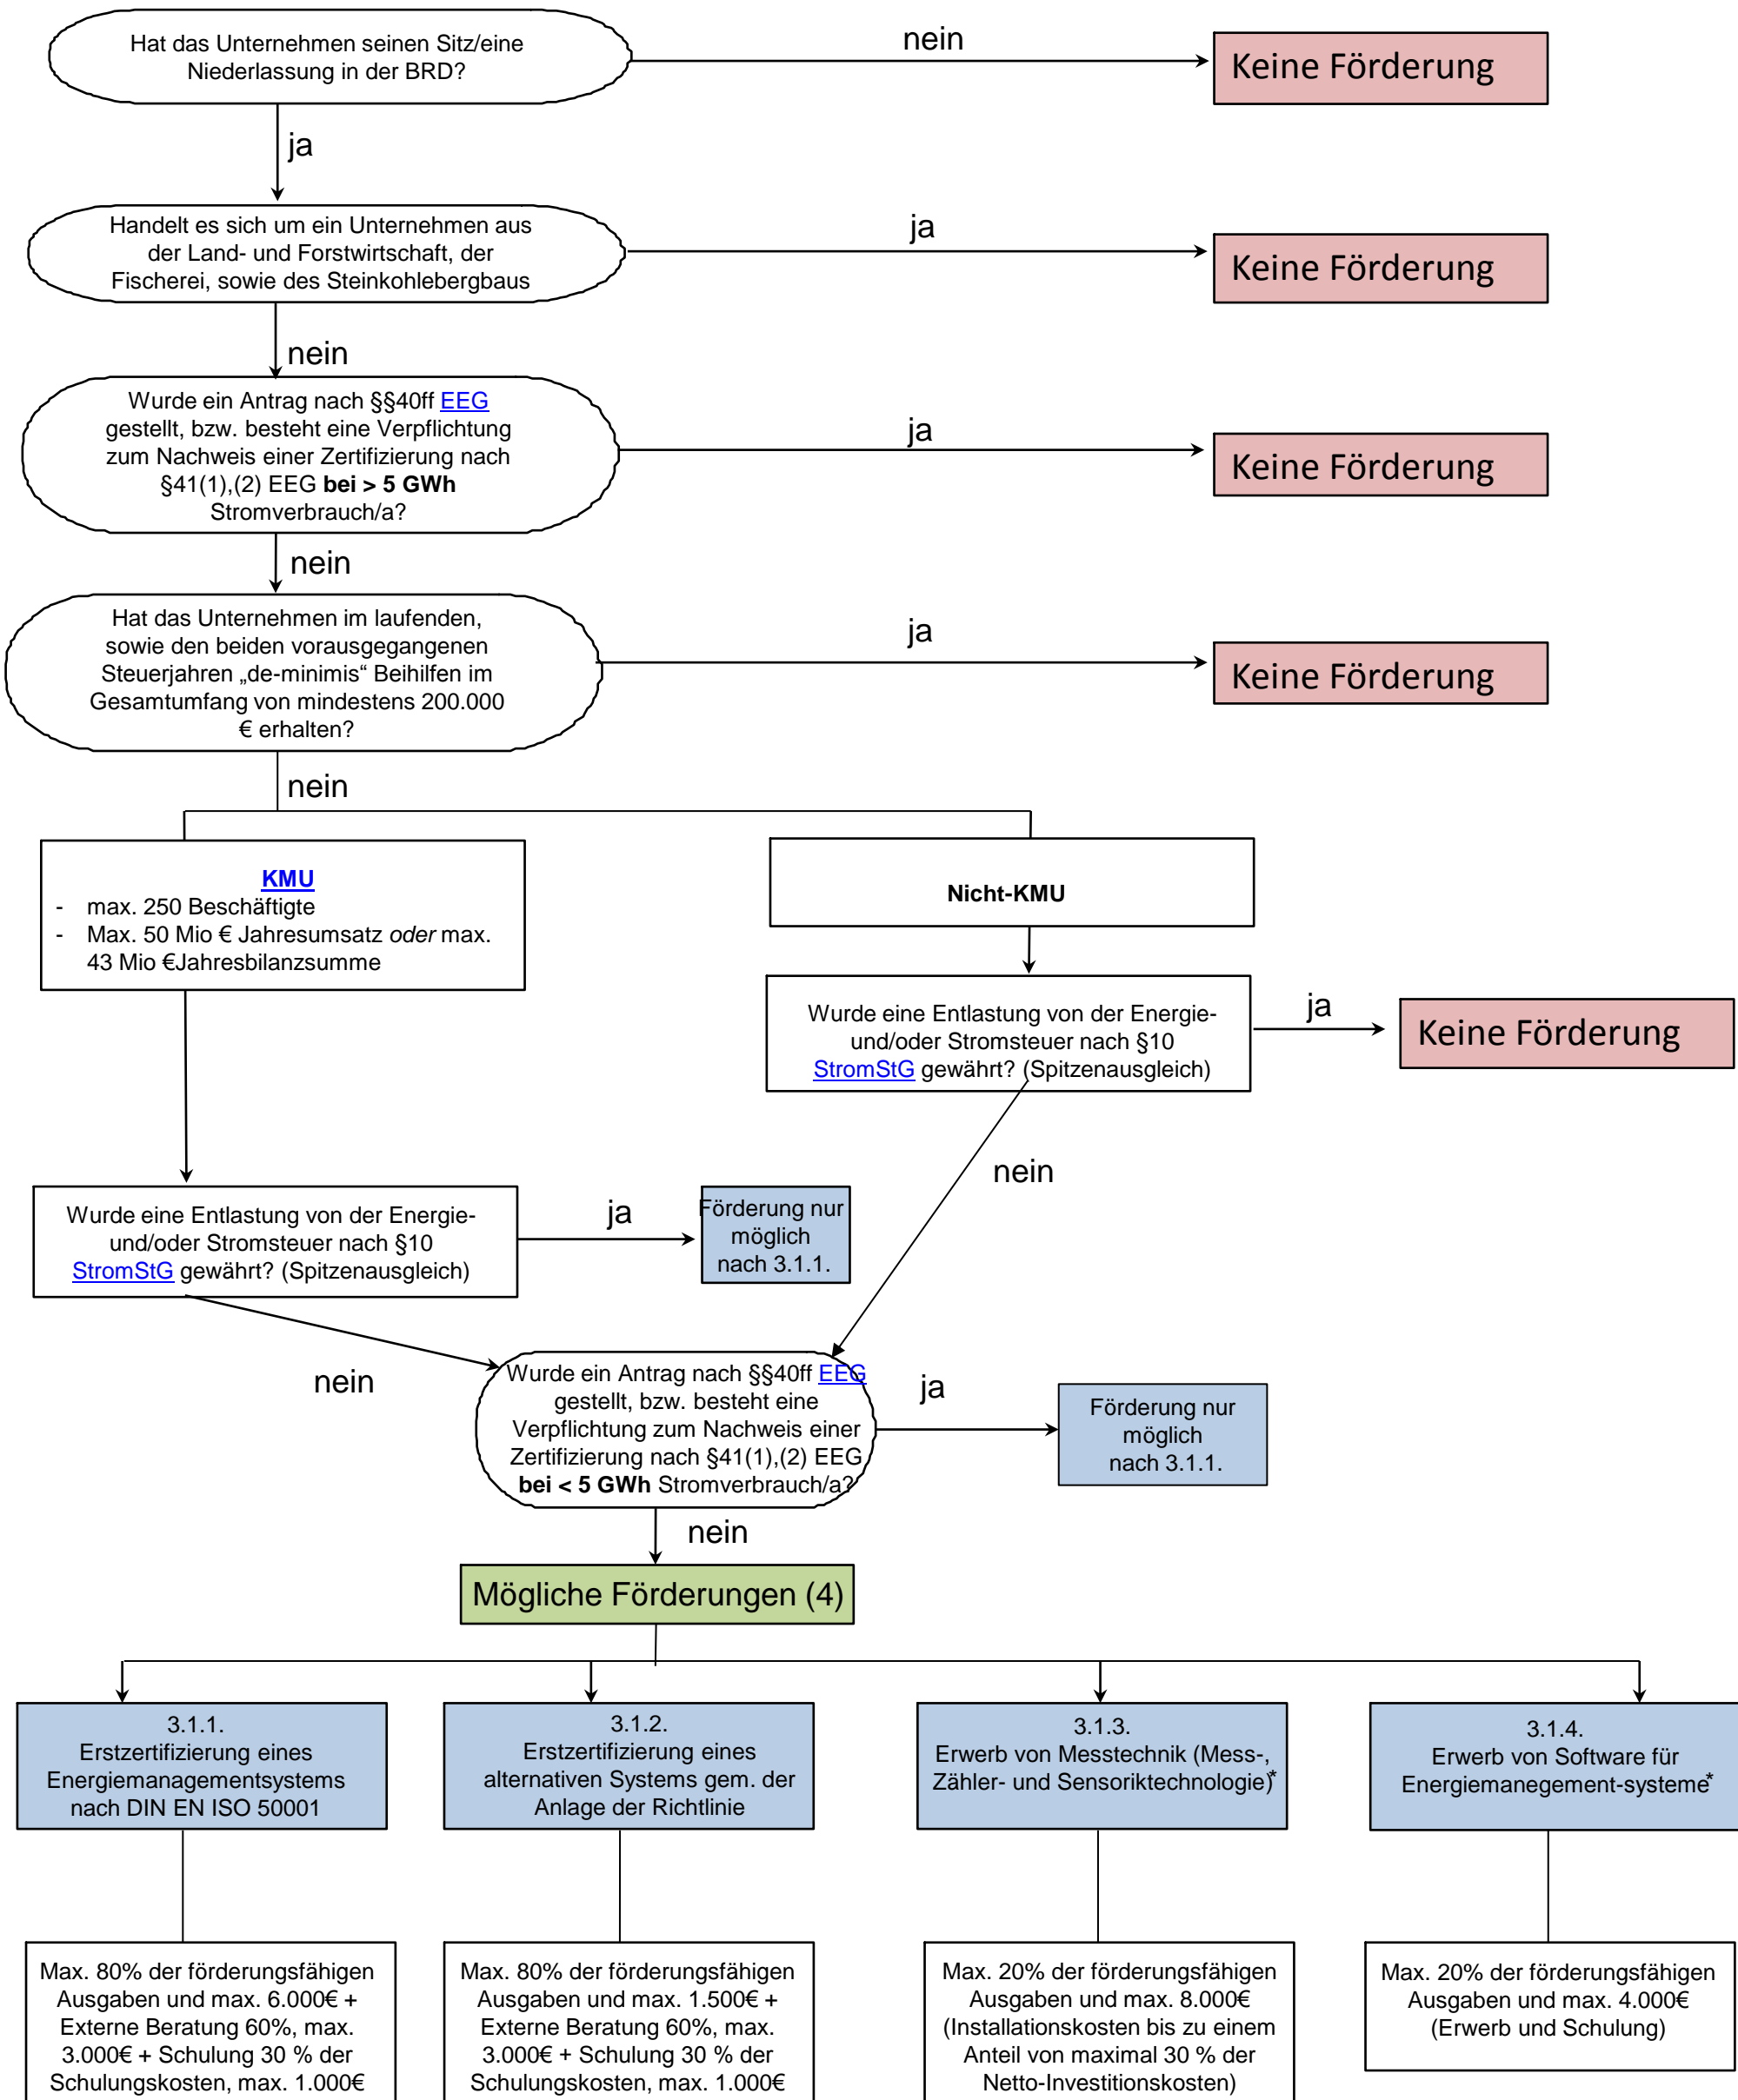 Hat das Unternehmen seinen Sitz/eine
Niederlassung in der BRD?
nein
Keine Förderung
ja
Handelt es sich um ein Unternehmen aus
der Land- und Forstwirtschaft, der
Fischerei, sowie des Steinkohlebergbaus
ja
Keine Förderung
nein
Wurde ein Antrag nach §§40ff EEG
gestellt, bzw. besteht eine Verpflichtung
zum Nachweis einer Zertifizierung nach
§41(1),(2) EEG bei > 5 GWh
Stromverbrauch/a?
ja
Keine Förderung
nein
Hat das Unternehmen im laufenden,
sowie den beiden vorausgegangenen
Steuerjahren „de-minimis“ Beihilfen im
Gesamtumfang von mindestens 200.000
€ erhalten?
ja
Keine Förderung
nein
KMU
- max. 250 Beschäftigte
- Max. 50 Mio € Jahresumsatz oder max.
43 Mio €Jahresbilanzsumme
Nicht-KMU
Wurde eine Entlastung von der Energie-
und/oder Stromsteuer nach §10
StromStG gewährt? (Spitzenausgleich)
ja
Keine Förderung
nein
Wurde eine Entlastung von der Energie-
und/oder Stromsteuer nach §10
StromStG gewährt? (Spitzenausgleich)
ja
Förderung nur
möglich
nach 3.1.1.
nein
Wurde ein Antrag nach §§40ff EEG
gestellt, bzw. besteht eine
Verpflichtung zum Nachweis einer
Zertifizierung nach §41(1),(2) EEG
bei < 5 GWh Stromverbrauch/a?
ja
Förderung nur
möglich
nach 3.1.1.
nein
Mögliche Förderungen (4)
3.1.1.
Erstzertifizierung eines
Energiemanagementsystems
nach DIN EN ISO 50001
3.1.2.
Erstzertifizierung eines
alternativen Systems gem. der
Anlage der Richtlinie
3.1.3.
Erwerb von Messtechnik (Mess-,
Zähler- und Sensoriktechnologie)*
3.1.4.
Erwerb von Software für
Energiemanegement-systeme*
Max. 80% der förderungsfähigen
Ausgaben und max. 6.000€ +
Externe Beratung 60%, max.
3.000€ + Schulung 30 % der
Schulungskosten, max. 1.000€
Max. 80% der förderungsfähigen
Ausgaben und max. 1.500€ +
Externe Beratung 60%, max.
3.000€ + Schulung 30 % der
Schulungskosten, max. 1.000€
Max. 20% der förderungsfähigen
Ausgaben und max. 8.000€
(Installationskosten bis zu einem
Anteil von maximal 30 % der
Netto-Investitionskosten)
Max. 20% der förderungsfähigen
Ausgaben und max. 4.000€
(Erwerb und Schulung)